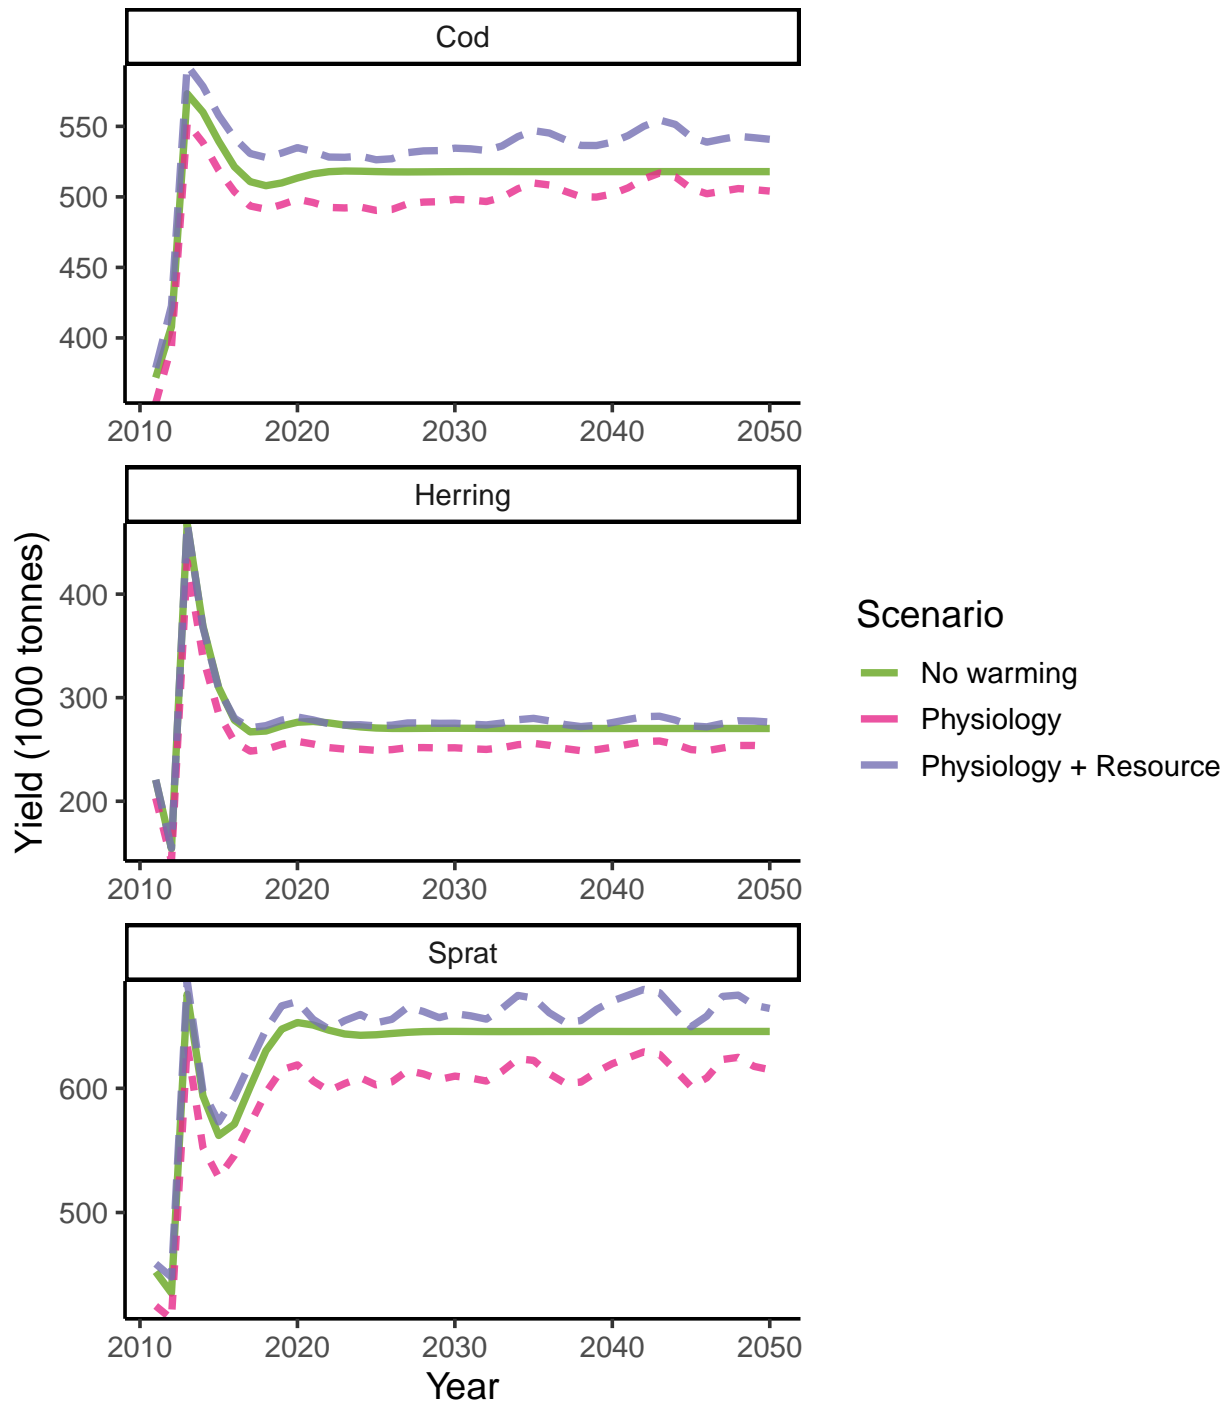 Cod
550
500
450
400
2010 2020 2030 2040 2050
Herring
400
300
200
2010 2020 2030 2040 2050
Sprat
600
500
2010 2020 2030 2040 2050
Year
Yield (1000 tonnes)
Scenario
No warming
Physiology
Physiology + Resource